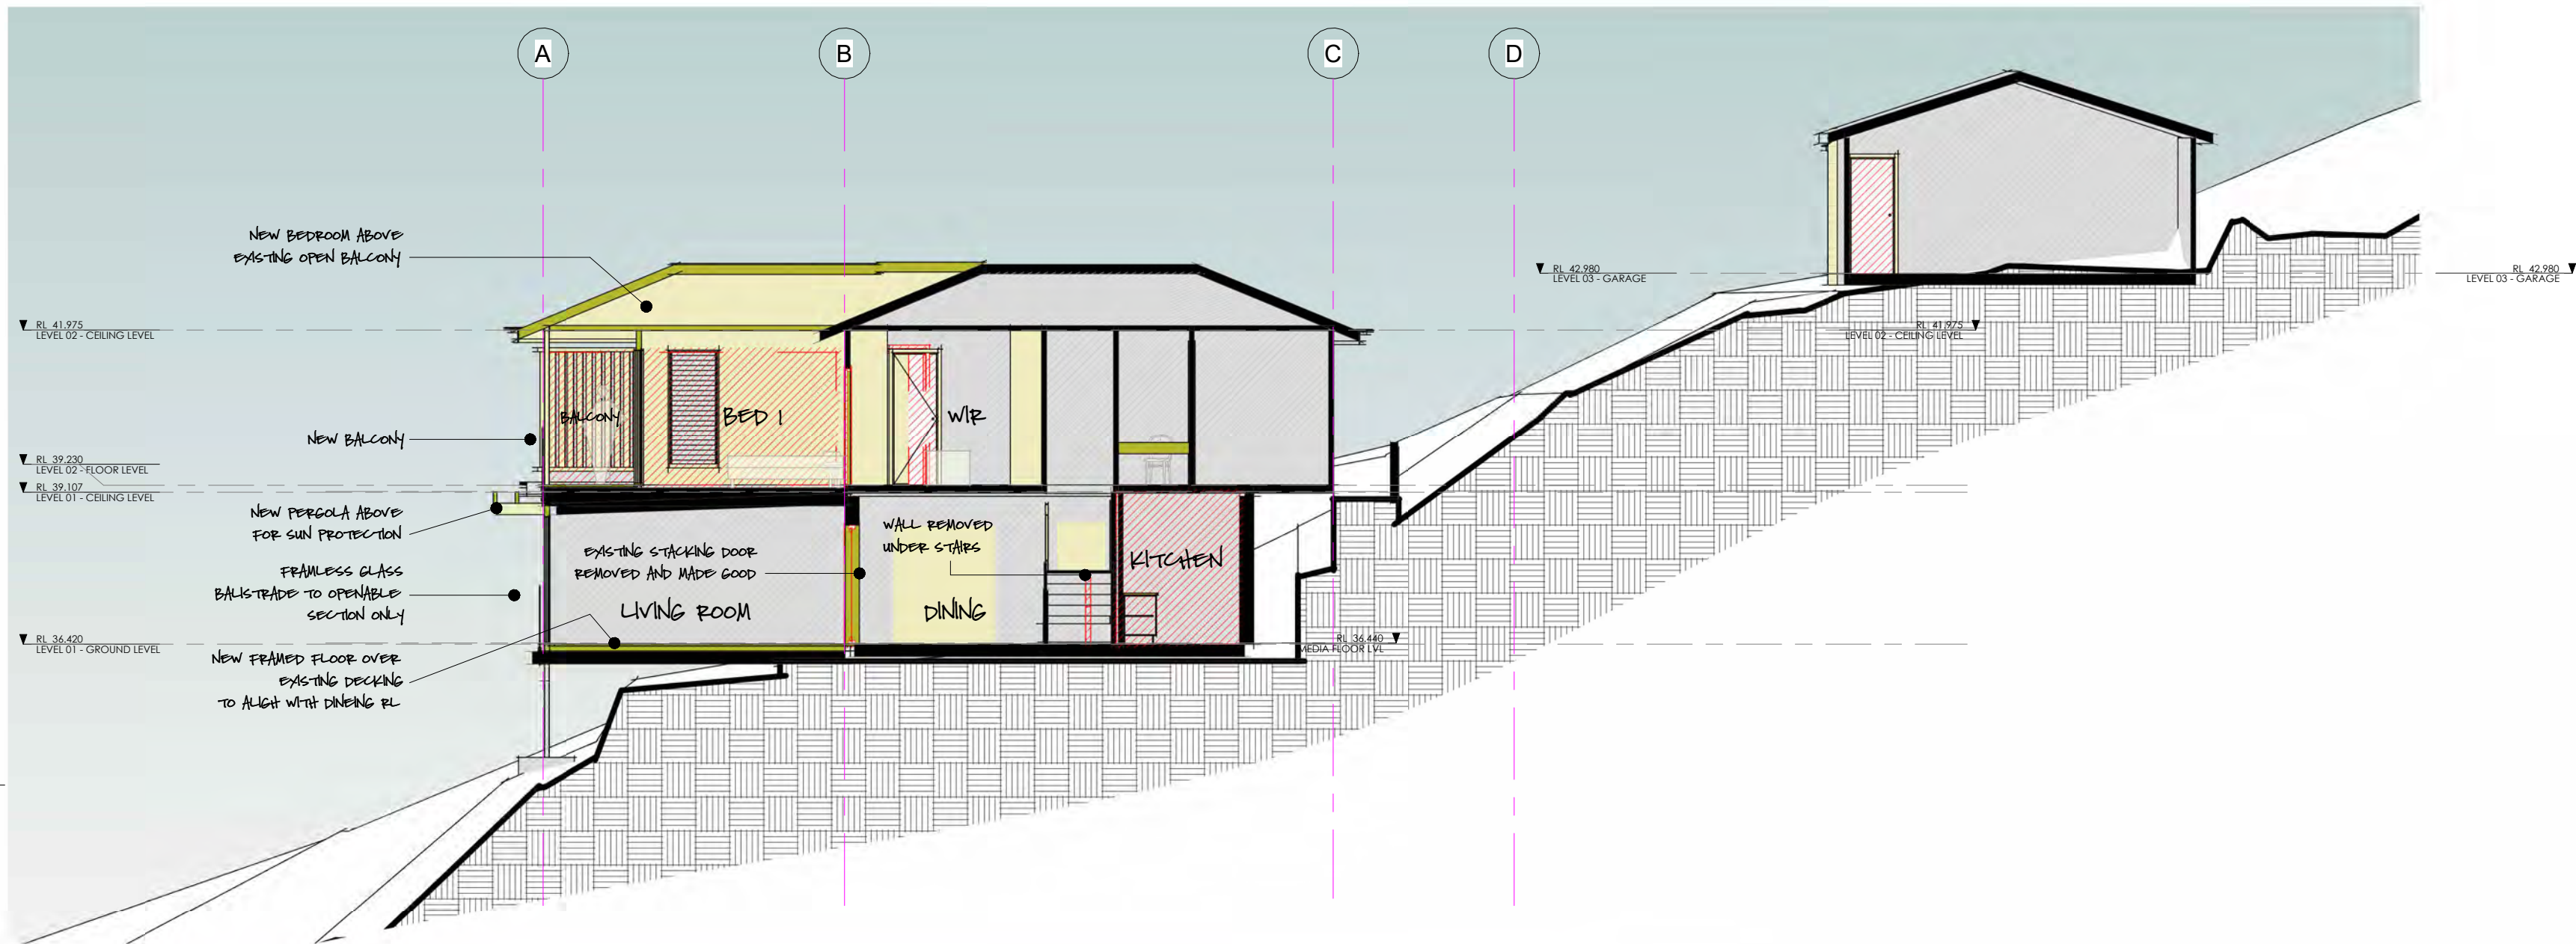 A
B
C
D
NEW BEDROOM ABOVE
EXISTING OPEN BALCONY
RL 42.980
LEVEL 03 - GARAGE
RL 42.980
LEVEL 03 - GARAGE
RL 41.975
LEVEL 02 - CEILING LEVEL
RL 41.975
LEVEL 02 - CEILING LEVEL
BALCONY
BED 1
WIR
NEW BALCONY
RL 39.230
LEVEL 02 - FLOOR LEVEL
RL 39.107
LEVEL 01 - CEILING LEVEL
NEW PERGOLA ABOVE
FOR SUN PROTECTION
WALL REMOVED
UNDER STAIRS
EXISTING STACKING DOOR
REMOVED AND MADE GOOD
KITCHEN
FRAMLESS GLASS
BALISTRADE TO OPENABLE
SECTION ONLY
LIVING ROOM
DINING
RL 36.420
LEVEL 01 - GROUND LEVEL
RL 36.440
MEDIA FLOOR LVL
NEW FRAMED FLOOR OVER
EXISTING DECKING
TO ALIGH WITH DINEING RL